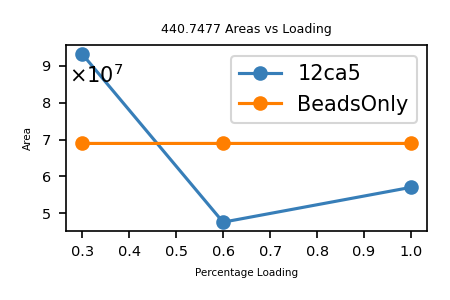 440.7477 Areas vs Loading
×10⁷
12ca5
BeadsOnly
9
8
7
6
5
Area
0.3 0.4 0.5 0.6 0.7 0.8 0.9 1.0
Percentage Loading